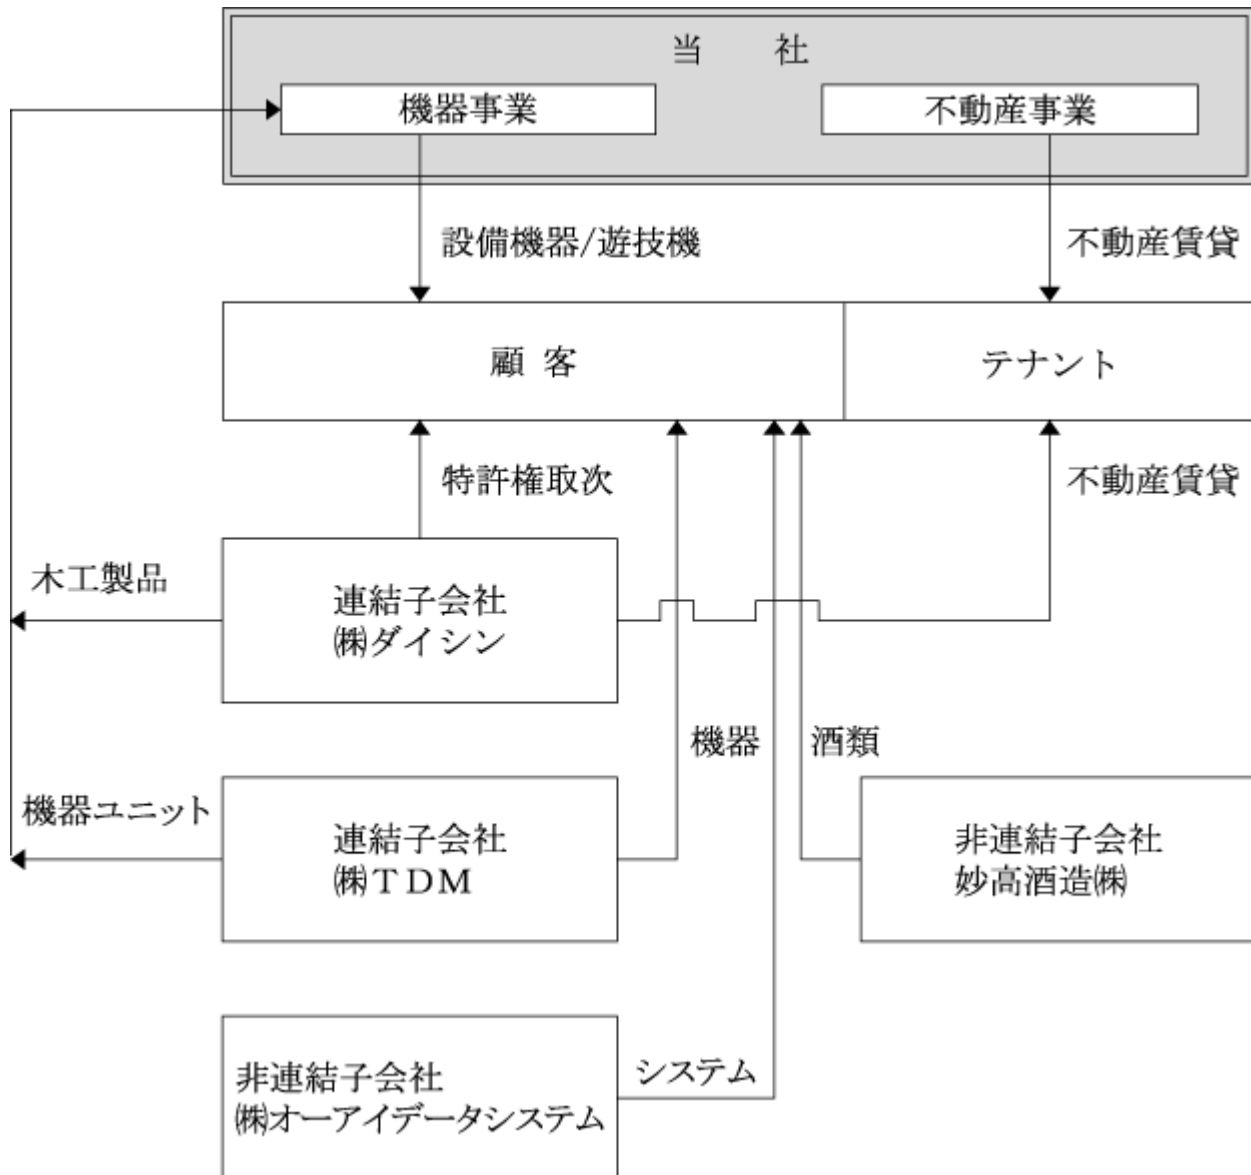 当　　社
機器事業
不動産事業
設備機器/遊技機
不動産賃貸
顧 客
テナント
特許権取次
不動産賃貸
木工製品
連結子会社
㈱ダイシン
機器
酒類
機器ユニット
連結子会社
㈱ＴＤＭ
非連結子会社
妙高酒造㈱
システム
非連結子会社
㈱オーアイデータシステム